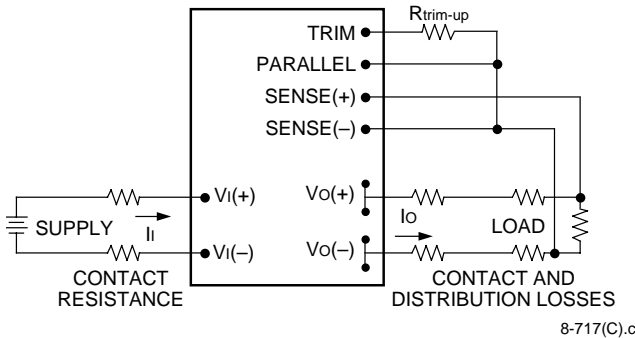 TRIM
Rtrim-up
PARALLEL
SENSE(+)
SENSE(–)
VI(+)
VO(+)
SUPPLY
II
IO
LOAD
VI(–)
VO(–)
CONTACT
RESISTANCE
CONTACT AND
DISTRIBUTION LOSSES
8-717(C).c